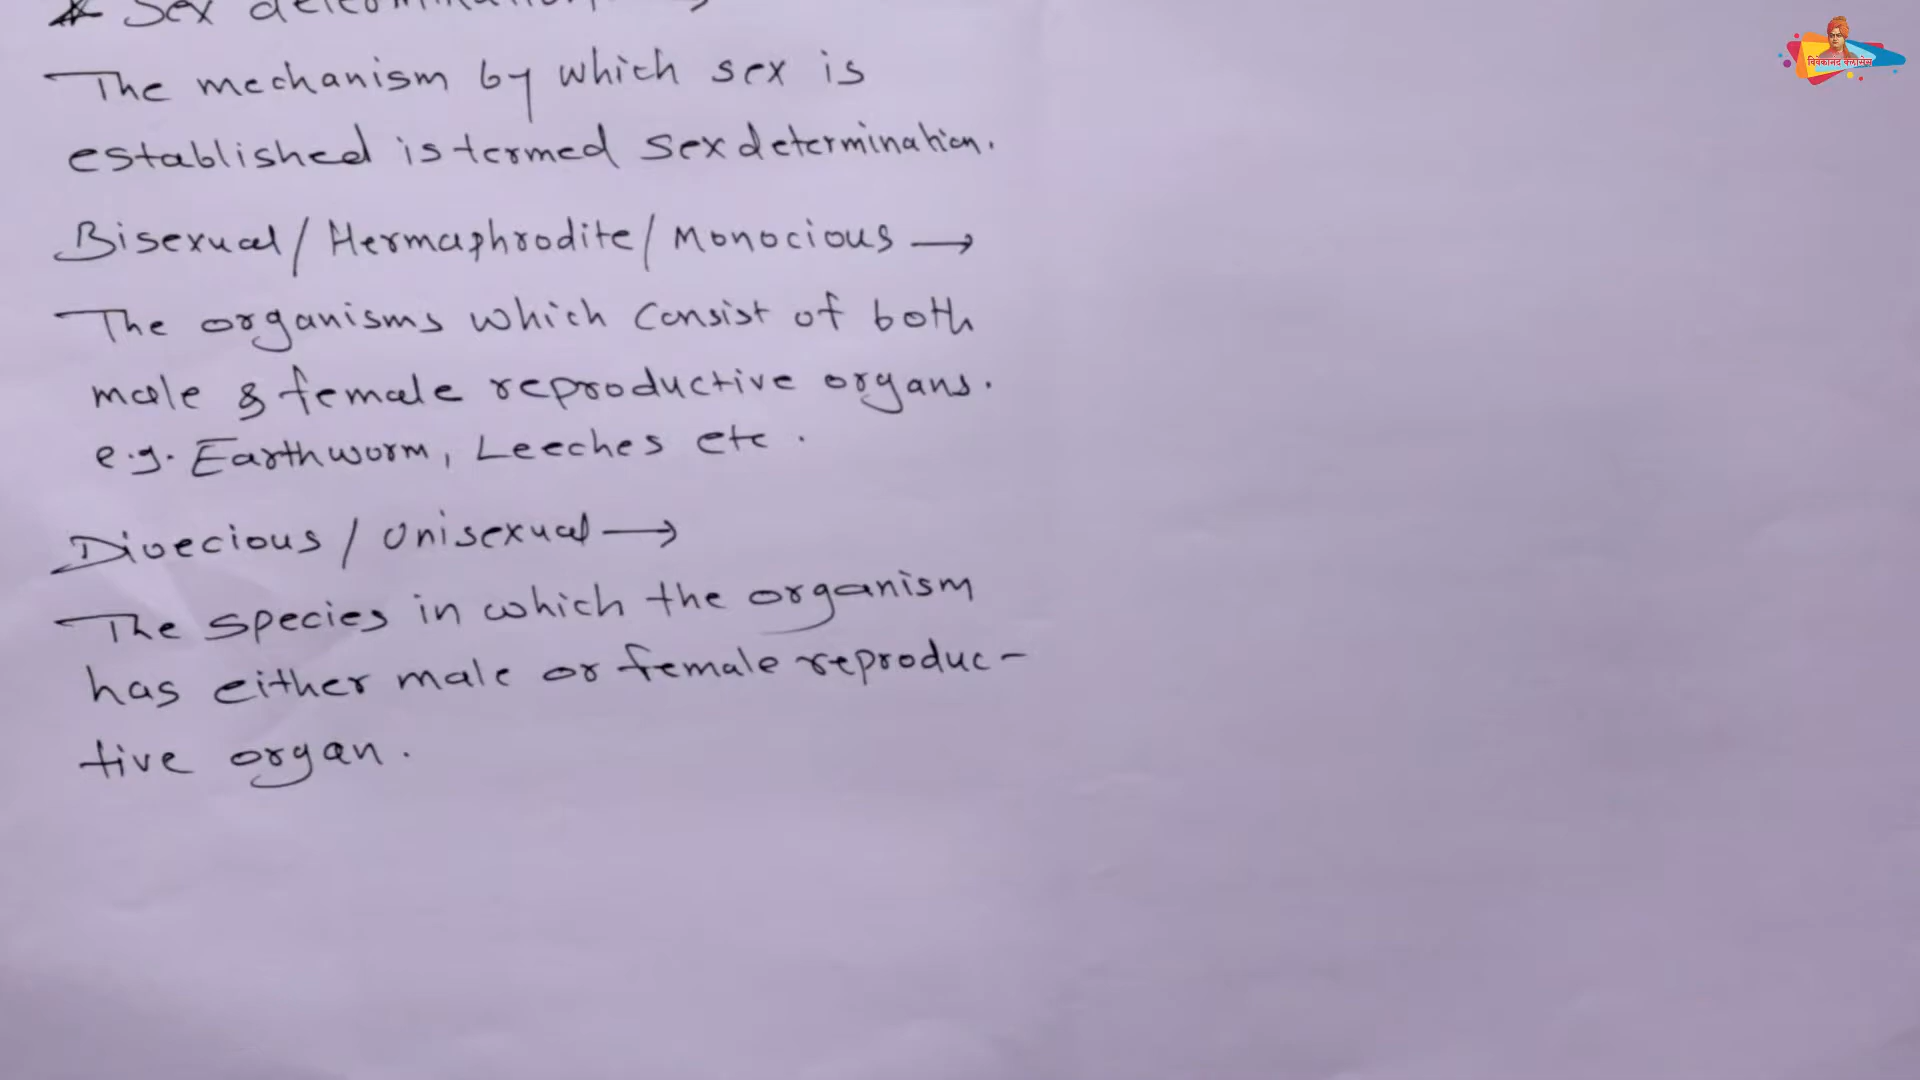 * Sex determination →
The mechanism by which sex is
established is termed sex determination.
Bisexual / Hermaphrodite / Monocious →
The organisms which consist of both
male & female reproductive organs.
e.g. Earthworm, Leeches etc.
Dioecious / Unisexual →
The species in which the organism
has either male or female reproduc-
tive organ.
विवेकानंद क्लासेस